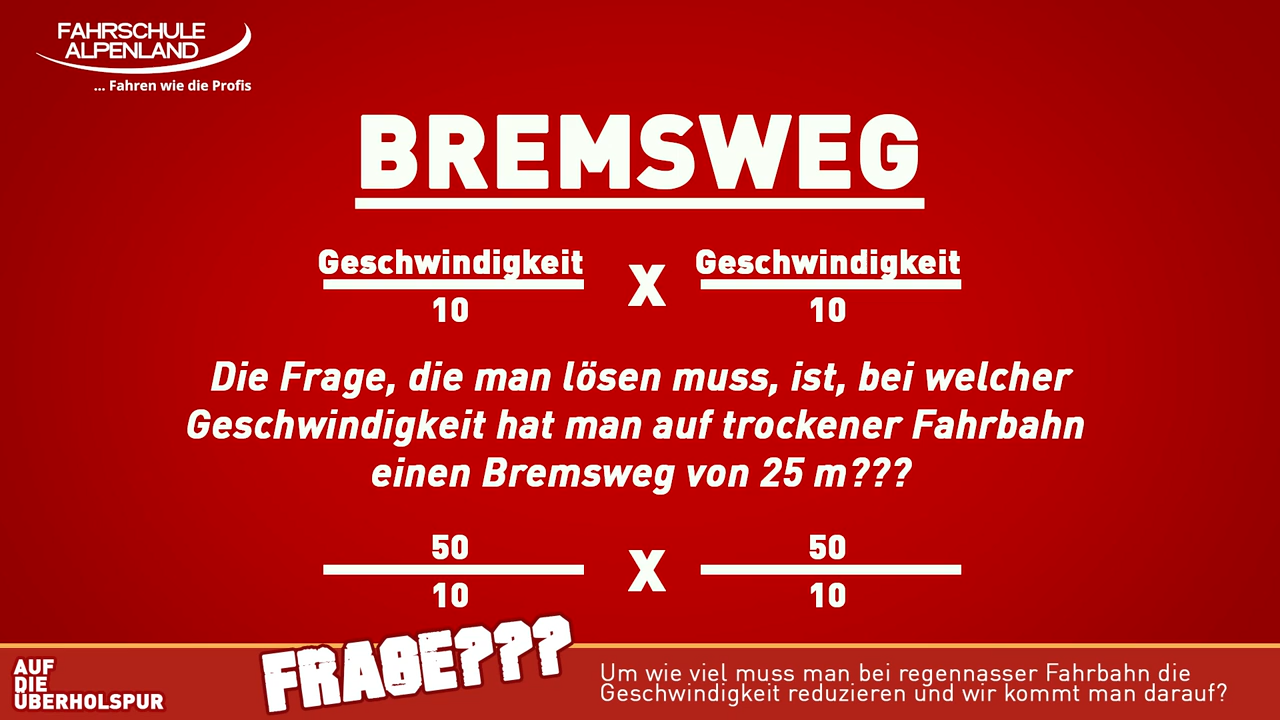 FAHRSCHULE
ALPENLAND
... Fahren wie die Profis
BREMSWEG
Geschwindigkeit X Geschwindigkeit
10 10
Die Frage, die man lösen muss, ist, bei welcher
Geschwindigkeit hat man auf trockener Fahrbahn
einen Bremsweg von 25 m???
50 X 50
10 10
AUF
DIE
ÜBERHOLSPUR
FRAGE???
Um wie viel muss man bei regennasser Fahrbahn die
Geschwindigkeit reduzieren und wir kommt man darauf?